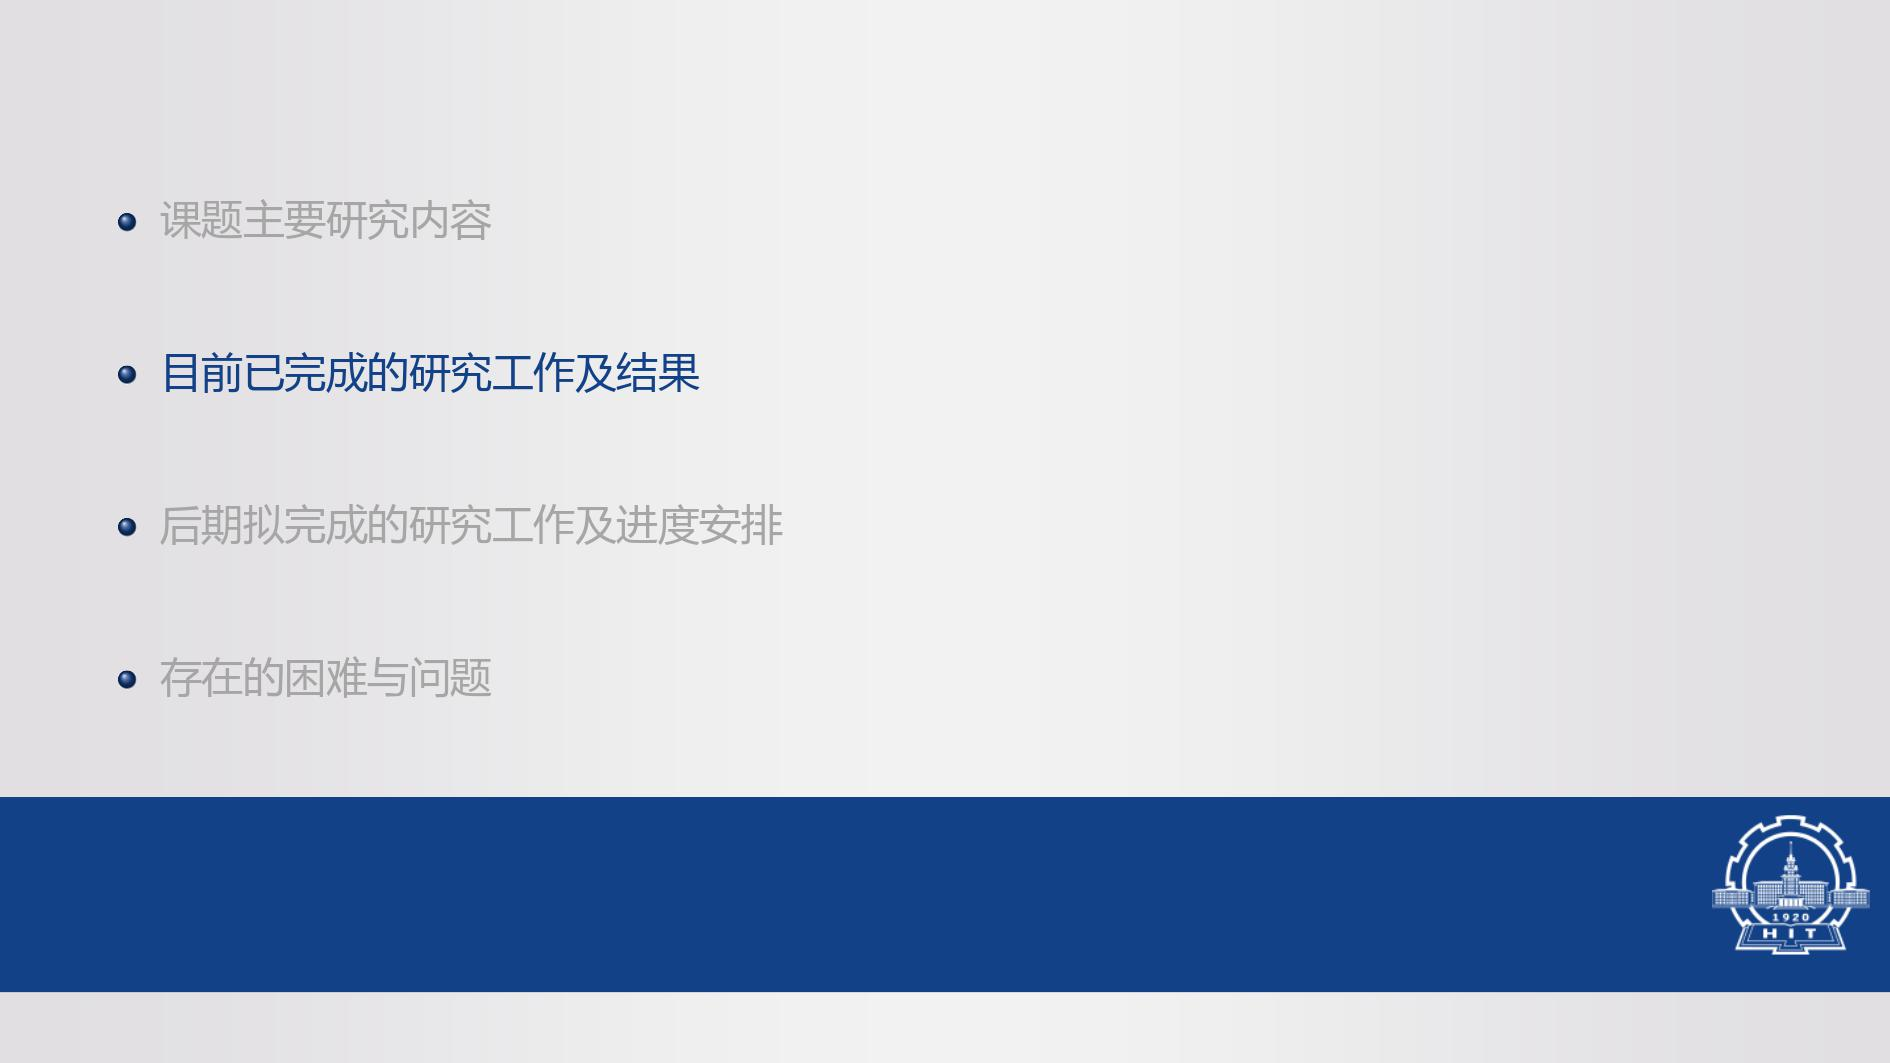 课题主要研究内容
目前已完成的研究工作及结果
后期拟完成的研究工作及进度安排
存在的困难与问题
1920
HIT